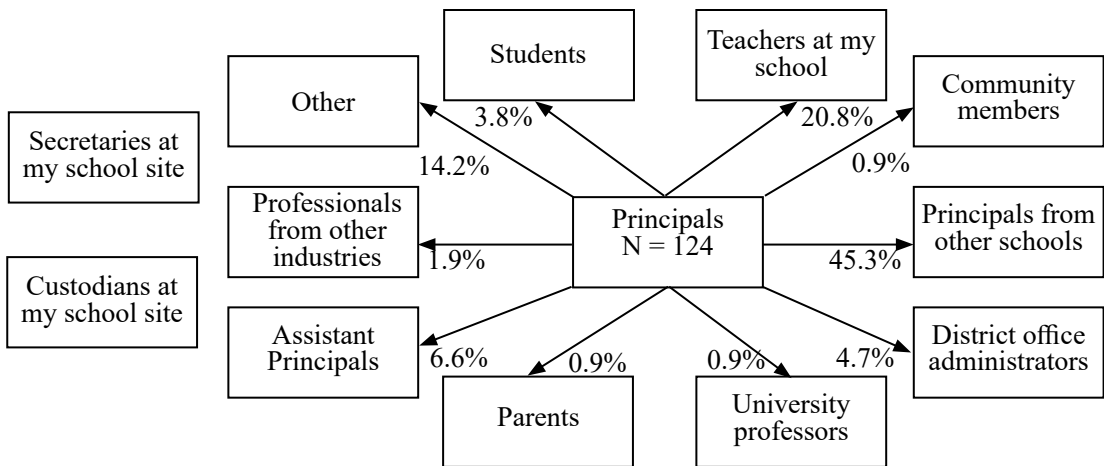 Students
3.8%
Teachers at my
school
20.8%
Other
14.2%
Community
members
0.9%
Secretaries at
my school site
Professionals
from other
industries
1.9%
Principals
N = 124
Principals from
other schools
45.3%
Custodians at
my school site
Assistant
Principals
6.6%
Parents
0.9%
University
professors
0.9%
District office
administrators
4.7%